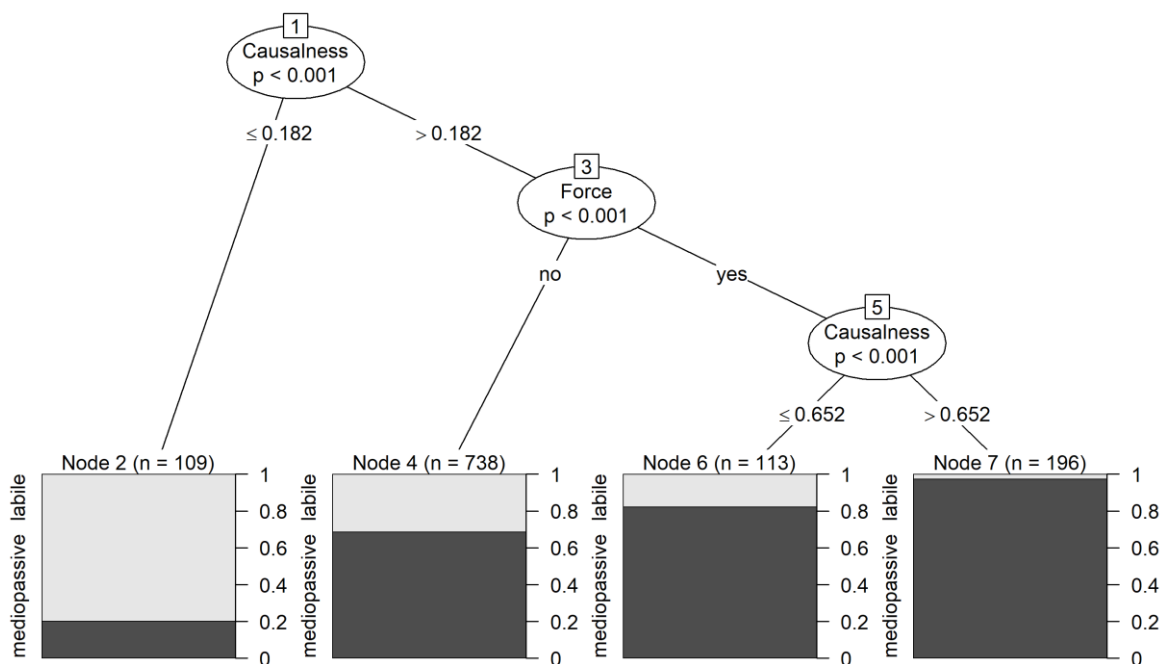 1
Causalness
p < 0.001
≤ 0.182
> 0.182
3
Force
p < 0.001
no
yes
5
Causalness
p < 0.001
≤ 0.652
> 0.652
Node 2 (n = 109)
mediopassive labile
1
0.8
0.6
0.4
0.2
0
Node 4 (n = 738)
mediopassive labile
1
0.8
0.6
0.4
0.2
0
Node 6 (n = 113)
mediopassive labile
1
0.8
0.6
0.4
0.2
0
Node 7 (n = 196)
mediopassive labile
1
0.8
0.6
0.4
0.2
0